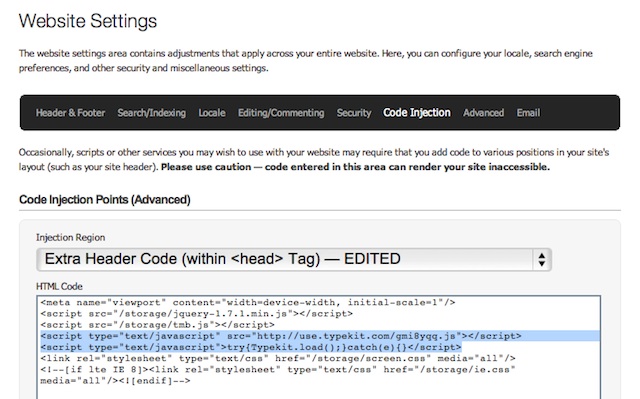 Website Settings
The website settings area contains adjustments that apply across your entire website. Here, you can configure your locale, search engine
preferences, and other security and miscellaneous settings.
Header & Footer Search/Indexing Locale Editing/Commenting Security Code Injection Advanced Email
Occasionally, scripts or other services you may wish to use with your website may require that you add code to various positions in your site's
layout (such as your site header). Please use caution — code entered in this area can render your site inaccessible.
Code Injection Points (Advanced)
Injection Region
Extra Header Code (within <head> Tag) — EDITED
HTML Code
<meta name="viewport" content="width=device-width, initial-scale=1"/>
<script src="/storage/jquery-1.7.1.min.js"></script>
<script src="/storage/tmb.js"></script>
<script type="text/javascript" src="http://use.typekit.com/gmi8yqq.js"></script>
<script type="text/javascript">try{Typekit.load();}catch(e){}</script>
<link rel="stylesheet" type="text/css" href="/storage/screen.css" media="all"/>
<!--[if lte IE 8]><link rel="stylesheet" type="text/css" href="/storage/ie.css"
media="all"/><![endif]-->